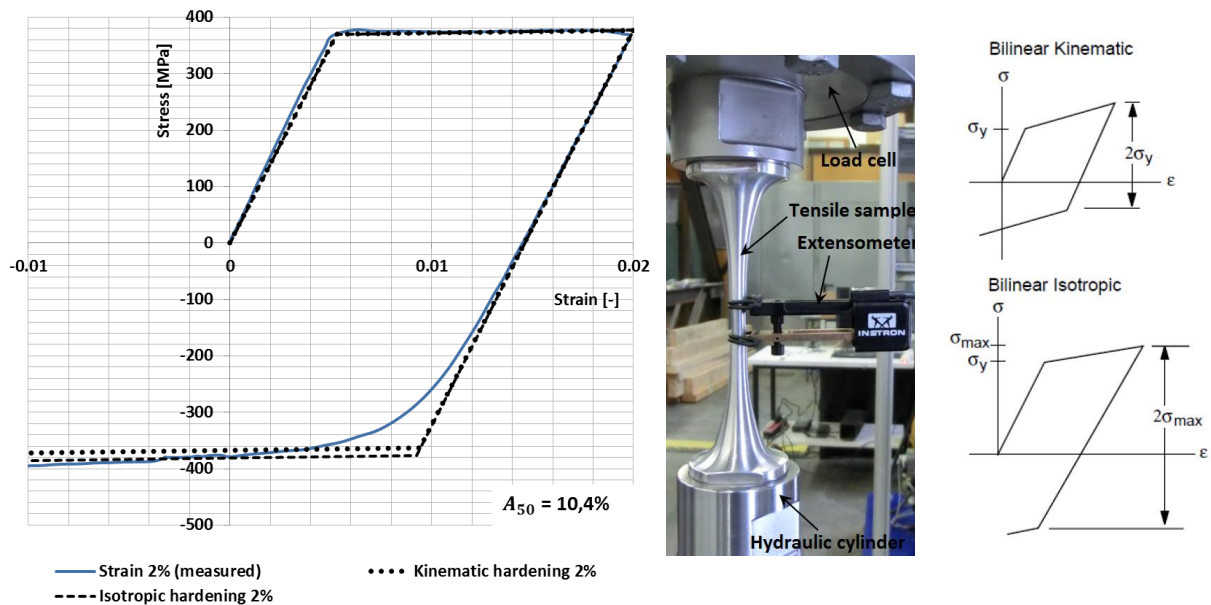 400
300
200
100
0
-100
-200
-300
-400
-500
-0.01
0
0.01
0.02
Stress [MPa]
Strain [-]
A₅₀ = 10,4%
Strain 2% (measured)
Kinematic hardening 2%
Isotropic hardening 2%
Load cell
Tensile sample
Extensometer
INSTRON
Hydraulic cylinder
Bilinear Kinematic
σ
σy
2σy
ε
Bilinear Isotropic
σ
σmax
σy
2σmax
ε